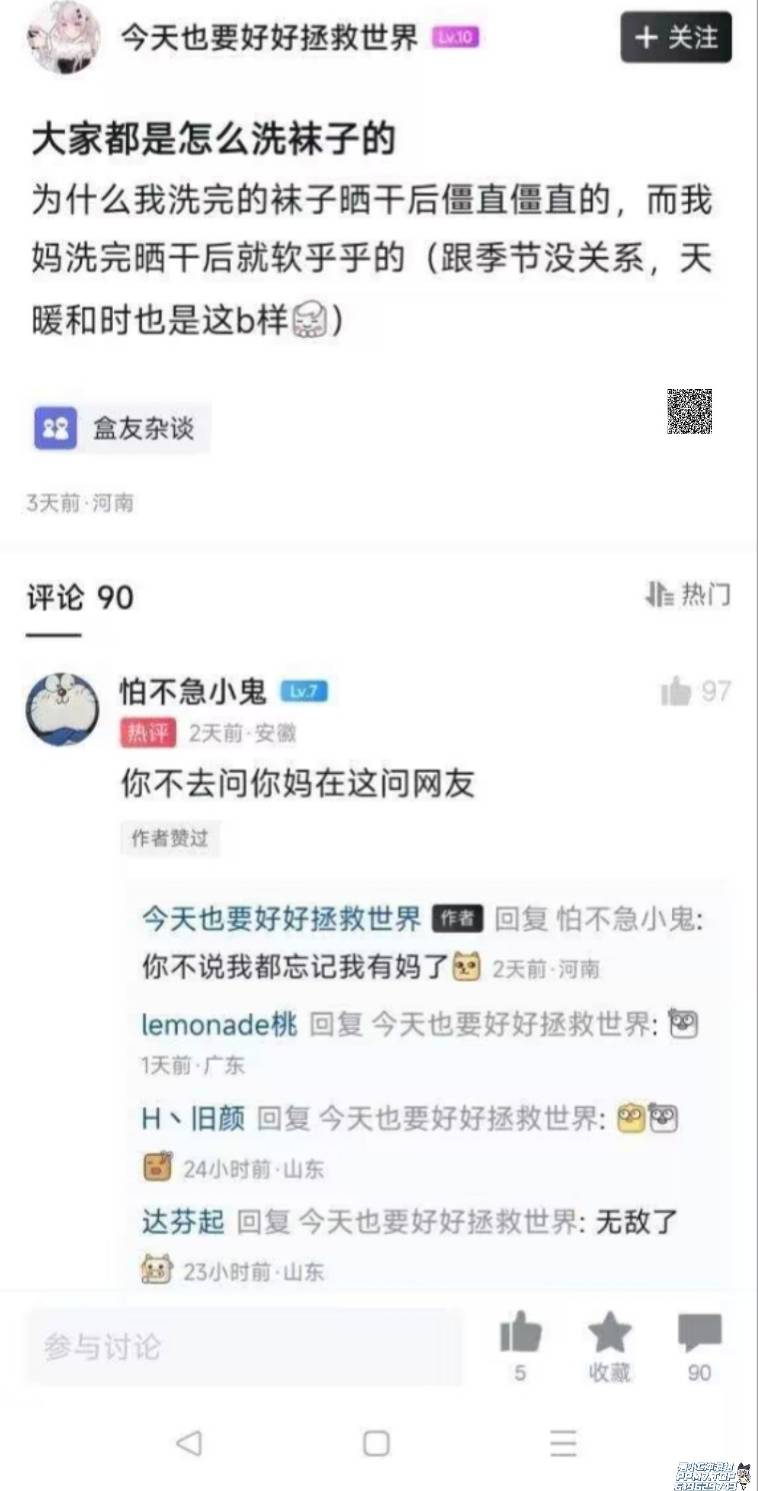 今天也要好好拯救世界 Lv.10 + 关注
大家都是怎么洗袜子的
为什么我洗完的袜子晒干后僵直僵直的，而我
妈洗完晒干后就软乎乎的（跟季节没关系，天
暖和时也是这b样）
盒友杂谈
3天前·河南
评论 90 热门
怕不急小鬼 Lv.7 97
热评 2天前·安徽
你不去问你妈在这问网友
作者赞过
今天也要好好拯救世界 作者 回复 怕不急小鬼:
你不说我都忘记我有妈了 2天前·河南
lemonade桃 回复 今天也要好好拯救世界:
1天前·广东
H丶旧颜 回复 今天也要好好拯救世界:
24小时前·山东
达芬起 回复 今天也要好好拯救世界: 无敌了
23小时前·山东
参与讨论
5 收藏 90